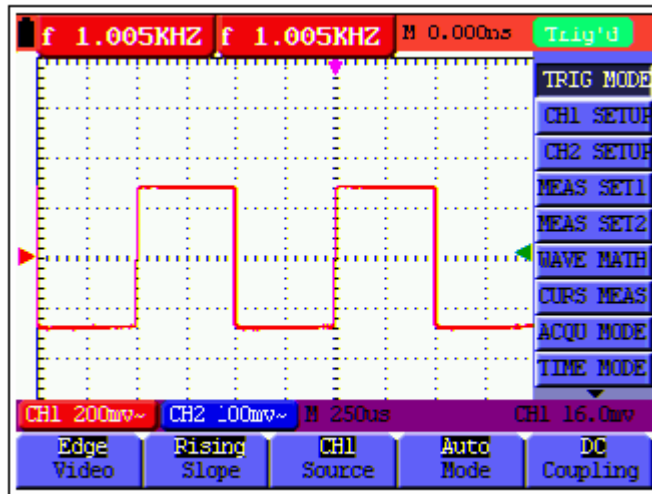 f 1.005KHZ f 1.005KHZ M 0.000ns Trig'd
TRIG MODE
CH1 SETUP
CH2 SETUP
MEAS SET1
MEAS SET2
WAVE MATH
CURS MEAS
ACQU MODE
TIME MODE
CH1 200mv~ CH2 100mv~ M 250us CH1 16.0mv
Edge Rising CH1 Auto DC
Video Slope Source Mode Coupling